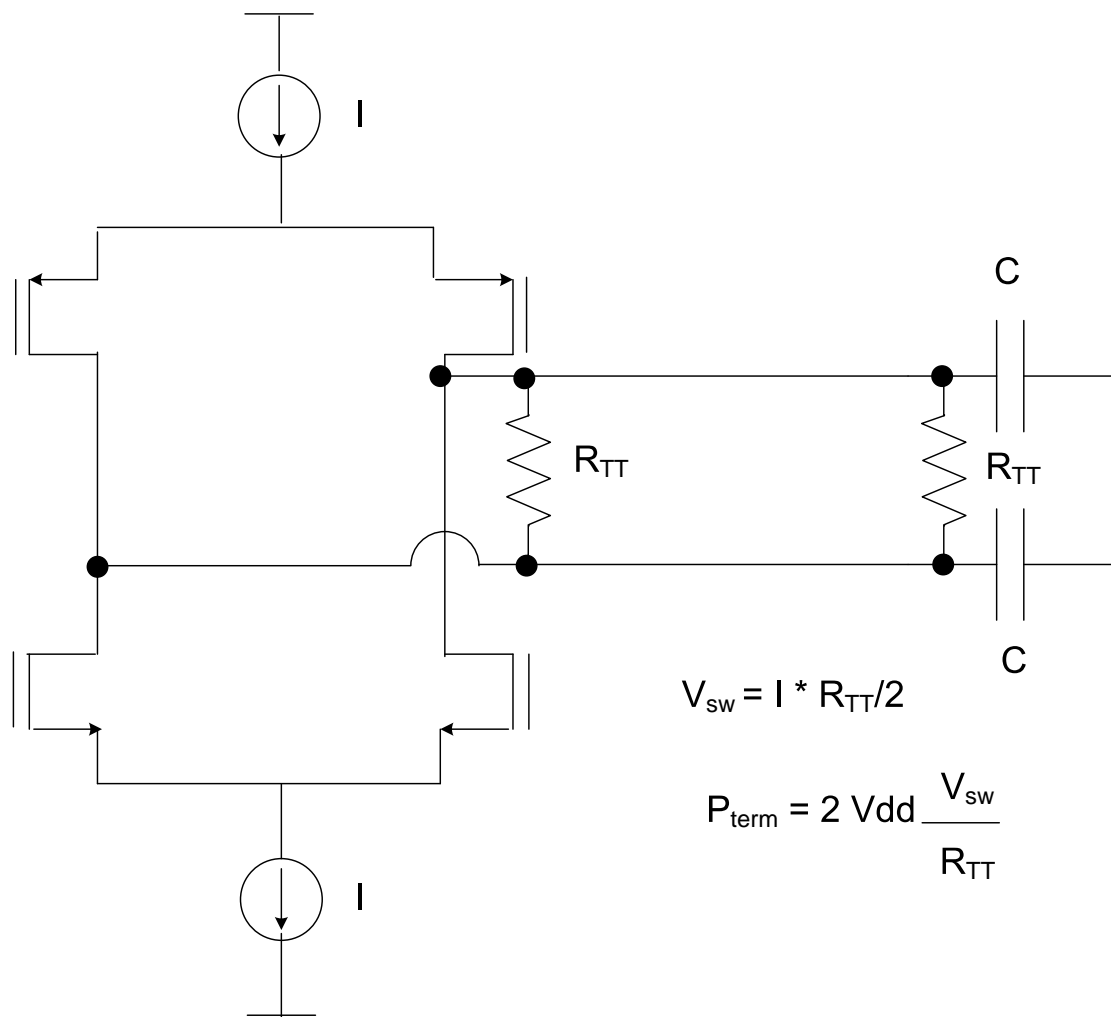 I
C
R_TT
R_TT
C
V_sw = I * R_TT/2
P_term = 2 Vdd V_sw / R_TT
I